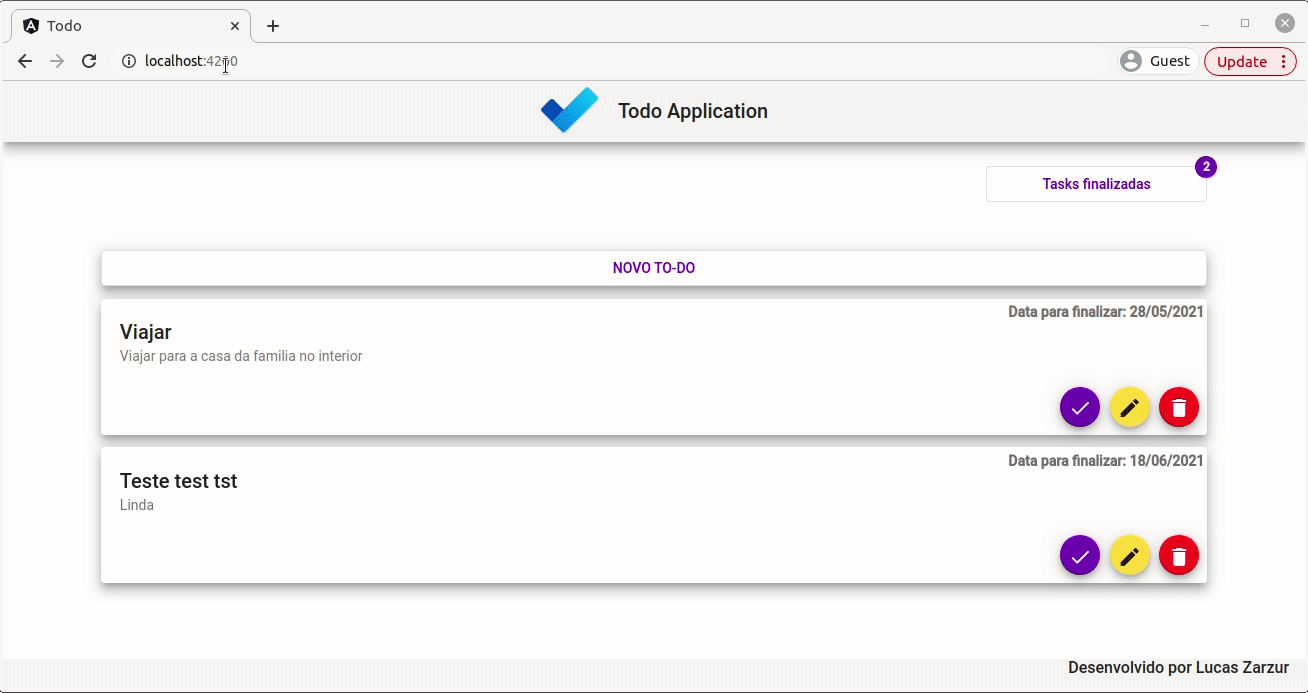 Todo
localhost:4200
Guest
Update
Todo Application
2
Tasks finalizadas
NOVO TO-DO
Data para finalizar: 28/05/2021
Viajar
Viajar para a casa da familia no interior
Data para finalizar: 18/06/2021
Teste test tst
Linda
Desenvolvido por Lucas Zarzur